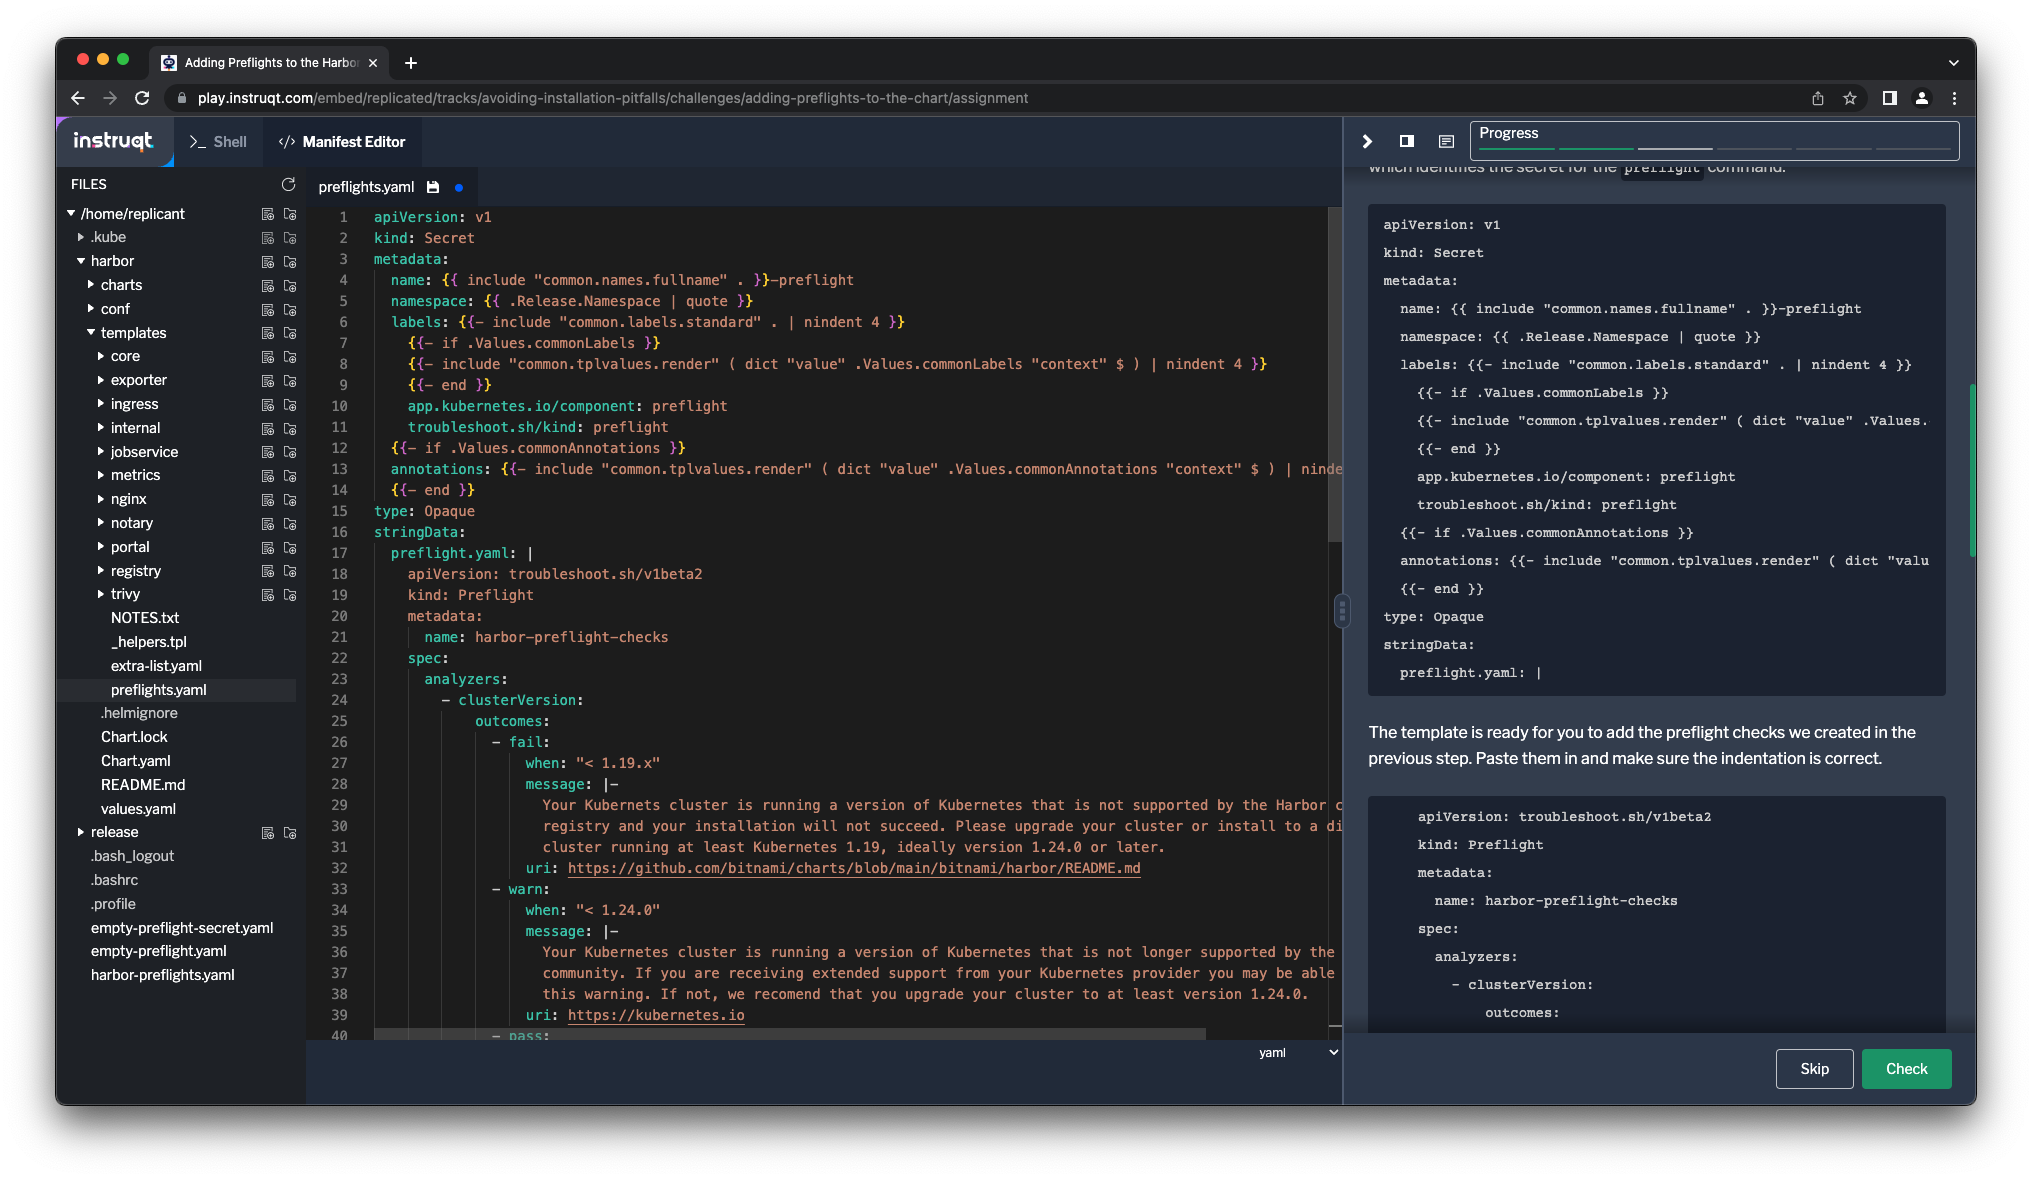 Adding Preflights to the Harbo
play.instruqt.com/embed/replicated/tracks/avoiding-installation-pitfalls/challenges/adding-preflights-to-the-chart/assignment
instruqt
>_ Shell
</> Manifest Editor
FILES
/home/replicant
.kube
harbor
charts
conf
templates
core
exporter
ingress
internal
jobservice
metrics
nginx
notary
portal
registry
trivy
NOTES.txt
_helpers.tpl
extra-list.yaml
preflights.yaml
.helmignore
Chart.lock
Chart.yaml
README.md
values.yaml
release
.bash_logout
.bashrc
.profile
empty-preflight-secret.yaml
empty-preflight.yaml
harbor-preflights.yaml
preflights.yaml
1 apiVersion: v1
2 kind: Secret
3 metadata:
4 name: {{ include "common.names.fullname" . }}-preflight
5 namespace: {{ .Release.Namespace | quote }}
6 labels: {{- include "common.labels.standard" . | nindent 4 }}
7 {{- if .Values.commonLabels }}
8 {{- include "common.tplvalues.render" ( dict "value" .Values.commonLabels "context" $ ) | nindent 4 }}
9 {{- end }}
10 app.kubernetes.io/component: preflight
11 troubleshoot.sh/kind: preflight
12 {{- if .Values.commonAnnotations }}
13 annotations: {{- include "common.tplvalues.render" ( dict "value" .Values.commonAnnotations "context" $ ) | ninde
14 {{- end }}
15 type: Opaque
16 stringData:
17 preflight.yaml: |
18 apiVersion: troubleshoot.sh/v1beta2
19 kind: Preflight
20 metadata:
21 name: harbor-preflight-checks
22 spec:
23 analyzers:
24 - clusterVersion:
25 outcomes:
26 - fail:
27 when: "< 1.19.x"
28 message: |-
29 Your Kubernets cluster is running a version of Kubernetes that is not supported by the Harbor c
30 registry and your installation will not succeed. Please upgrade your cluster or install to a di
31 cluster running at least Kubernetes 1.19, ideally version 1.24.0 or later.
32 uri: https://github.com/bitnami/charts/blob/main/bitnami/harbor/README.md
33 - warn:
34 when: "< 1.24.0"
35 message: |-
36 Your Kubernetes cluster is running a version of Kubernetes that is not longer supported by the
37 community. If you are receiving extended support from your Kubernetes provider you may be able
38 this warning. If not, we recomend that you upgrade your cluster to at least version 1.24.0.
39 uri: https://kubernetes.io
40 - pass:
yaml
Progress
which identifies the secret for the preflight command.
apiVersion: v1
kind: Secret
metadata:
name: {{ include "common.names.fullname" . }}-preflight
namespace: {{ .Release.Namespace | quote }}
labels: {{- include "common.labels.standard" . | nindent 4 }}
{{- if .Values.commonLabels }}
{{- include "common.tplvalues.render" ( dict "value" .Values.
{{- end }}
app.kubernetes.io/component: preflight
troubleshoot.sh/kind: preflight
{{- if .Values.commonAnnotations }}
annotations: {{- include "common.tplvalues.render" ( dict "valu
{{- end }}
type: Opaque
stringData:
preflight.yaml: |
The template is ready for you to add the preflight checks we created in the
previous step. Paste them in and make sure the indentation is correct.
apiVersion: troubleshoot.sh/v1beta2
kind: Preflight
metadata:
name: harbor-preflight-checks
spec:
analyzers:
- clusterVersion:
outcomes:
Skip
Check